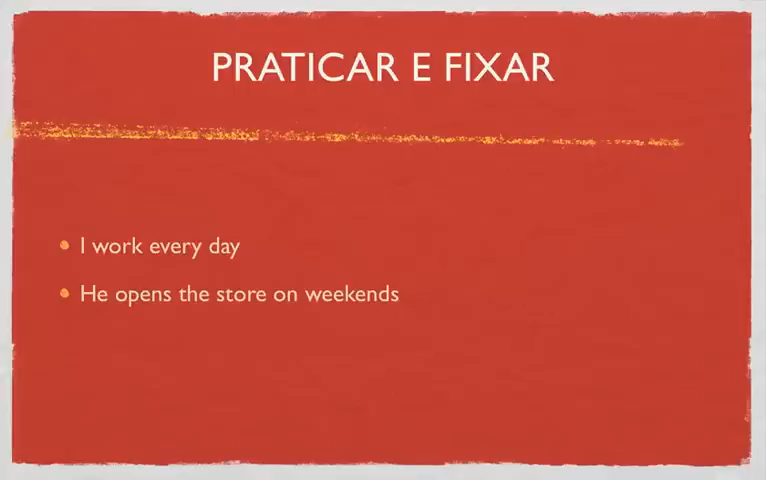 PRATICAR E FIXAR
I work every day
He opens the store on weekends